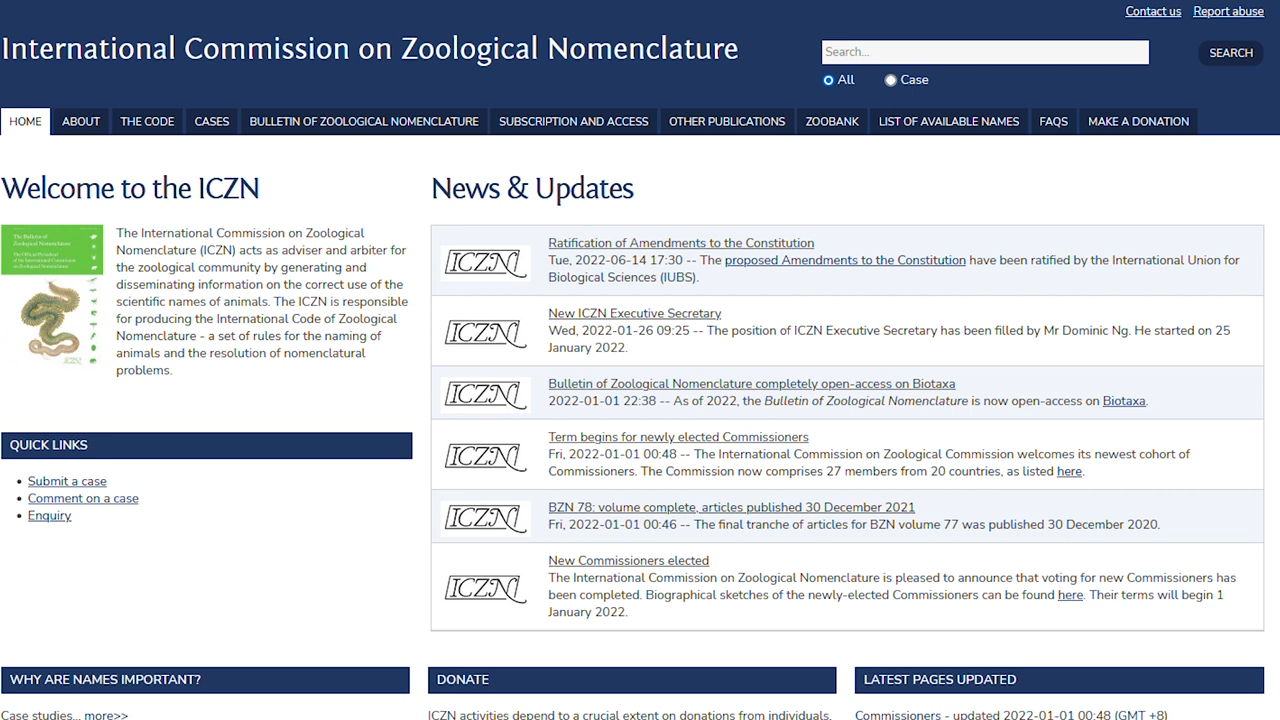 Contact us Report abuse
International Commission on Zoological Nomenclature
Search...
SEARCH
All Case
HOME ABOUT THE CODE CASES BULLETIN OF ZOOLOGICAL NOMENCLATURE SUBSCRIPTION AND ACCESS OTHER PUBLICATIONS ZOOBANK LIST OF AVAILABLE NAMES FAQS MAKE A DONATION
Welcome to the ICZN
The Bulletin of
Zoological Nomenclature
The International Commission on Zoological
Nomenclature (ICZN) acts as adviser and arbiter for
the zoological community by generating and
disseminating information on the correct use of the
scientific names of animals. The ICZN is responsible
for producing the International Code of Zoological
Nomenclature - a set of rules for the naming of
animals and the resolution of nomenclatural
problems.
QUICK LINKS
• Submit a case
• Comment on a case
• Enquiry
News & Updates
ICZN
Ratification of Amendments to the Constitution
Tue, 2022-06-14 17:30 -- The proposed Amendments to the Constitution have been ratified by the International Union for
Biological Sciences (IUBS).
ICZN
New ICZN Executive Secretary
Wed, 2022-01-26 09:25 -- The position of ICZN Executive Secretary has been filled by Mr Dominic Ng. He started on 25
January 2022.
ICZN
Bulletin of Zoological Nomenclature completely open-access on Biotaxa
2022-01-01 22:38 -- As of 2022, the Bulletin of Zoological Nomenclature is now open-access on Biotaxa.
ICZN
Term begins for newly elected Commissioners
Fri, 2022-01-01 00:48 -- The International Commission on Zoological Commission welcomes its newest cohort of
Commissioners. The Commission now comprises 27 members from 20 countries, as listed here.
ICZN
BZN 78: volume complete, articles published 30 December 2021
Fri, 2022-01-01 00:46 -- The final tranche of articles for BZN volume 77 was published 30 December 2020.
ICZN
New Commissioners elected
The International Commission on Zoological Nomenclature is pleased to announce that voting for new Commissioners has
been completed. Biographical sketches of the newly-elected Commissioners can be found here. Their terms will begin 1
January 2022.
WHY ARE NAMES IMPORTANT?
Case studies... more>>
DONATE
ICZN activities depend to a crucial extent on donations from individuals,
LATEST PAGES UPDATED
Commissioners - updated 2022-01-01 00:48 (GMT +8)